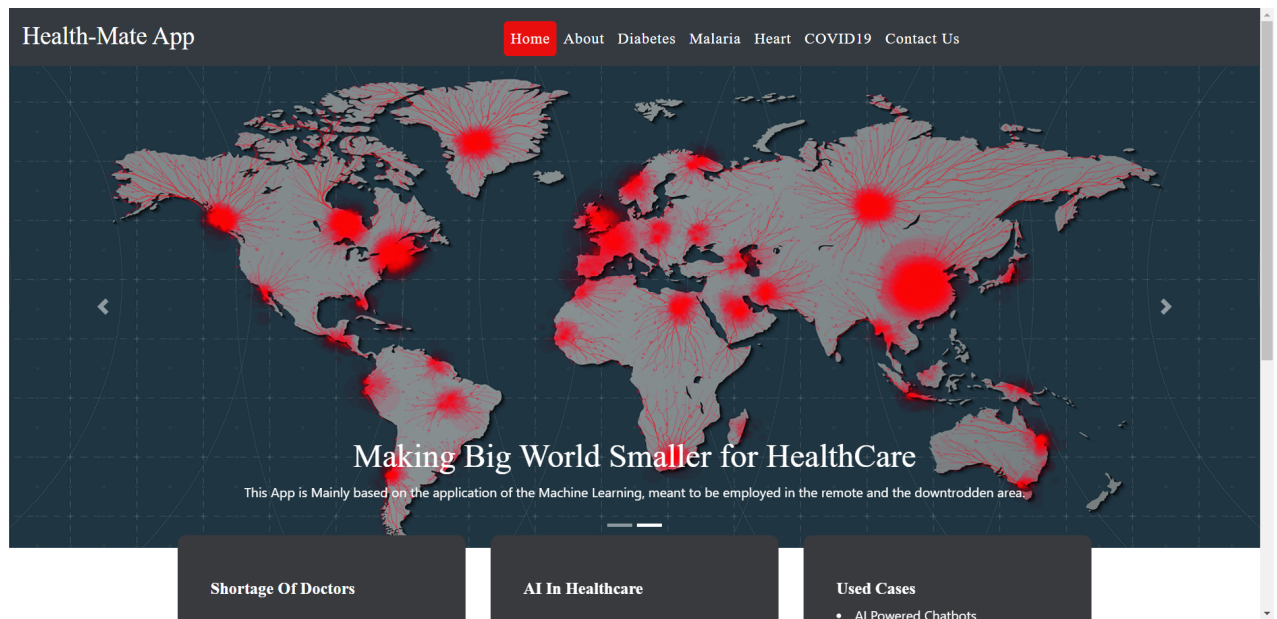 Health-Mate App
Home About Diabetes Malaria Heart COVID19 Contact Us
Making Big World Smaller for HealthCare
This App is Mainly based on the application of the Machine Learning, meant to be employed in the remote and the downtrodden area.
Shortage Of Doctors
AI In Healthcare
Used Cases
AI Powered Chatbots